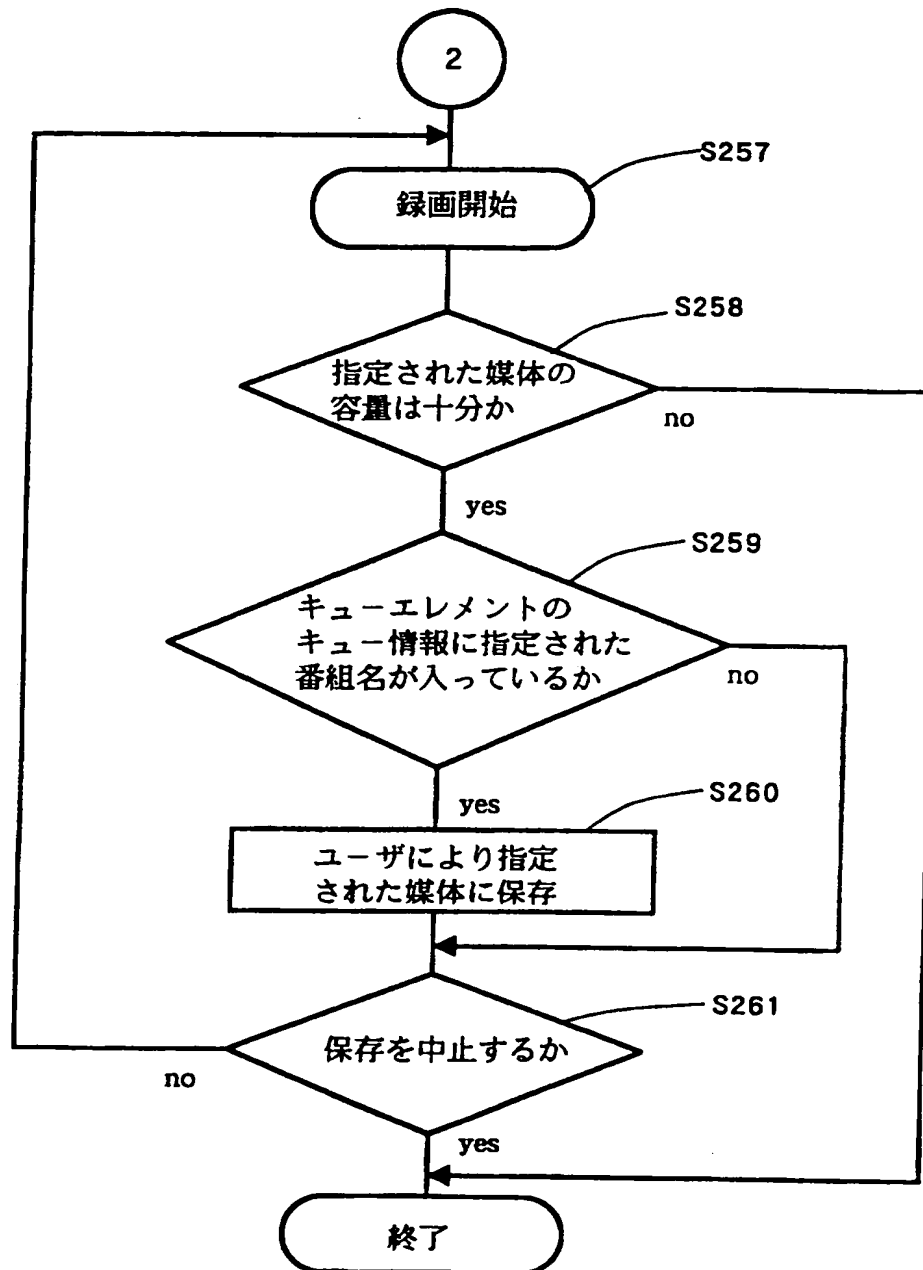 2
S257
録画開始
S258
指定された媒体の
容量は十分か
no
yes
S259
キューエレメントの
キュー情報に指定された
番組名が入っているか
no
yes
S260
ユーザにより指定
された媒体に保存
S261
保存を中止するか
no
yes
終了